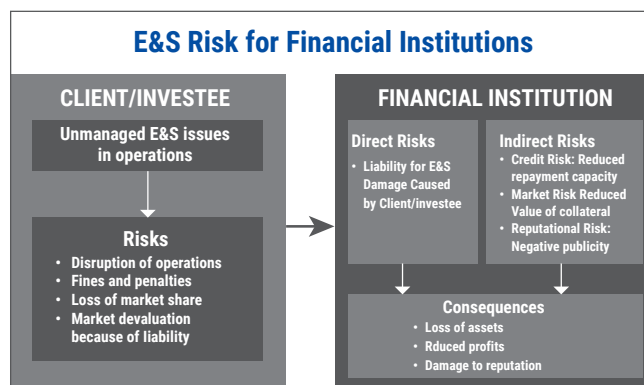 E&S Risk for Financial Institutions
CLIENT/INVESTEE
Unmanaged E&S issues
in operations
Risks
• Disruption of operations
• Fines and penalties
• Loss of market share
• Market devaluation
because of liability
FINANCIAL INSTITUTION
Direct Risks
• Liability for E&S
Damage Caused
by Client/investee
Indirect Risks
• Credit Risk: Reduced
repayment capacity
• Market Risk Reduced
Value of collateral
• Reputational Risk:
Negative publicity
Consequences
• Loss of assets
• Rduced profits
• Damage to reputation